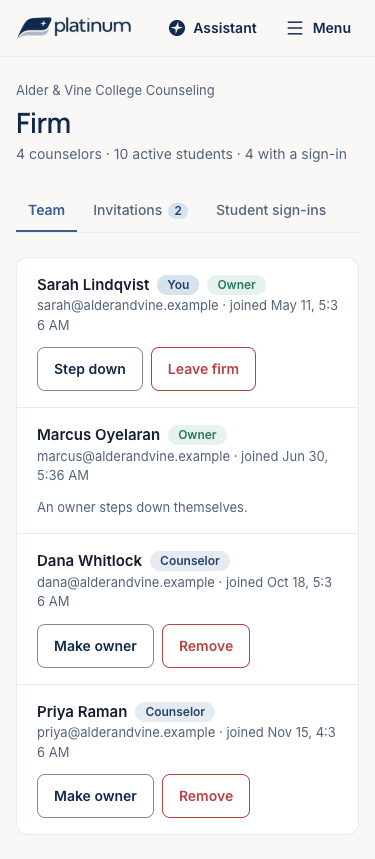 platinum
Assistant
Menu
Alder & Vine College Counseling
Firm
4 counselors · 10 active students · 4 with a sign-in
Team
Invitations 2
Student sign-ins
Sarah Lindqvist You Owner
sarah@alderandvine.example · joined May 11, 5:3
6 AM
Step down
Leave firm
Marcus Oyelaran Owner
marcus@alderandvine.example · joined Jun 30,
5:36 AM
An owner steps down themselves.
Dana Whitlock Counselor
dana@alderandvine.example · joined Oct 18, 5:3
6 AM
Make owner
Remove
Priya Raman Counselor
priya@alderandvine.example · joined Nov 15, 4:3
6 AM
Make owner
Remove